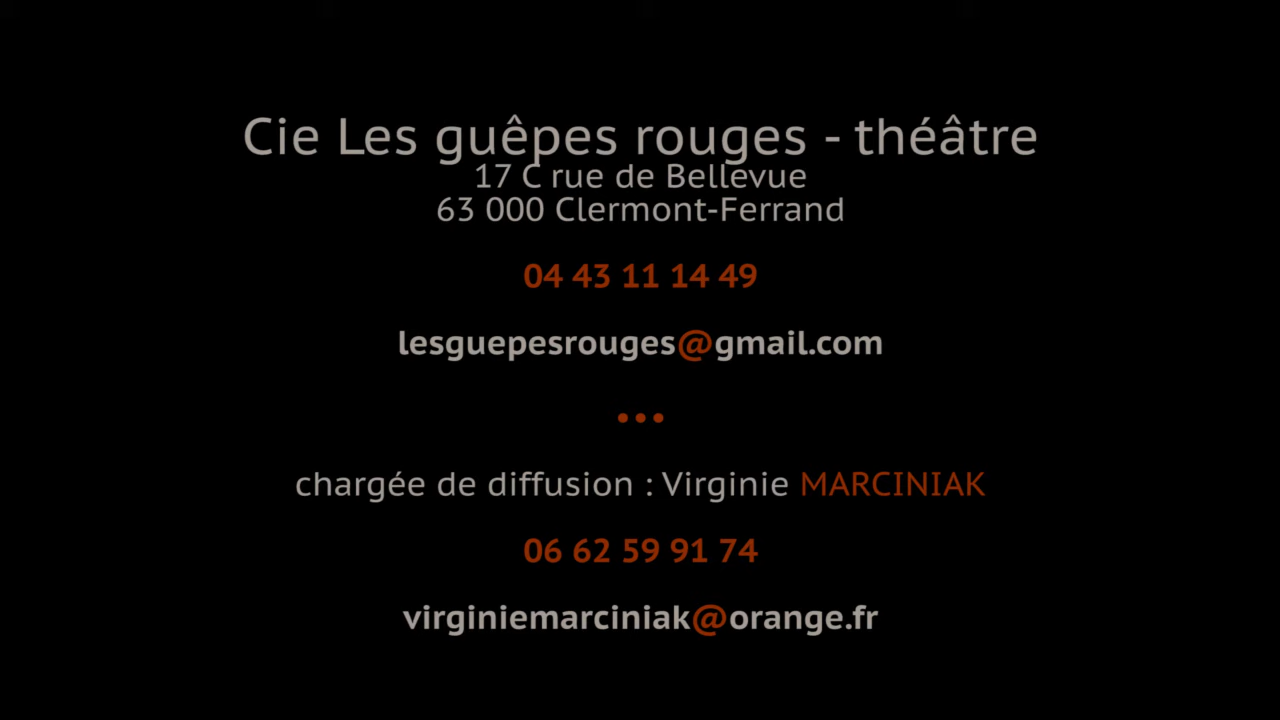 Cie Les guêpes rouges - théâtre
17 C rue de Bellevue
63 000 Clermont-Ferrand
04 43 11 14 49
lesguepesrouges@gmail.com
•••
chargée de diffusion : Virginie MARCINIAK
06 62 59 91 74
virginiemarciniak@orange.fr